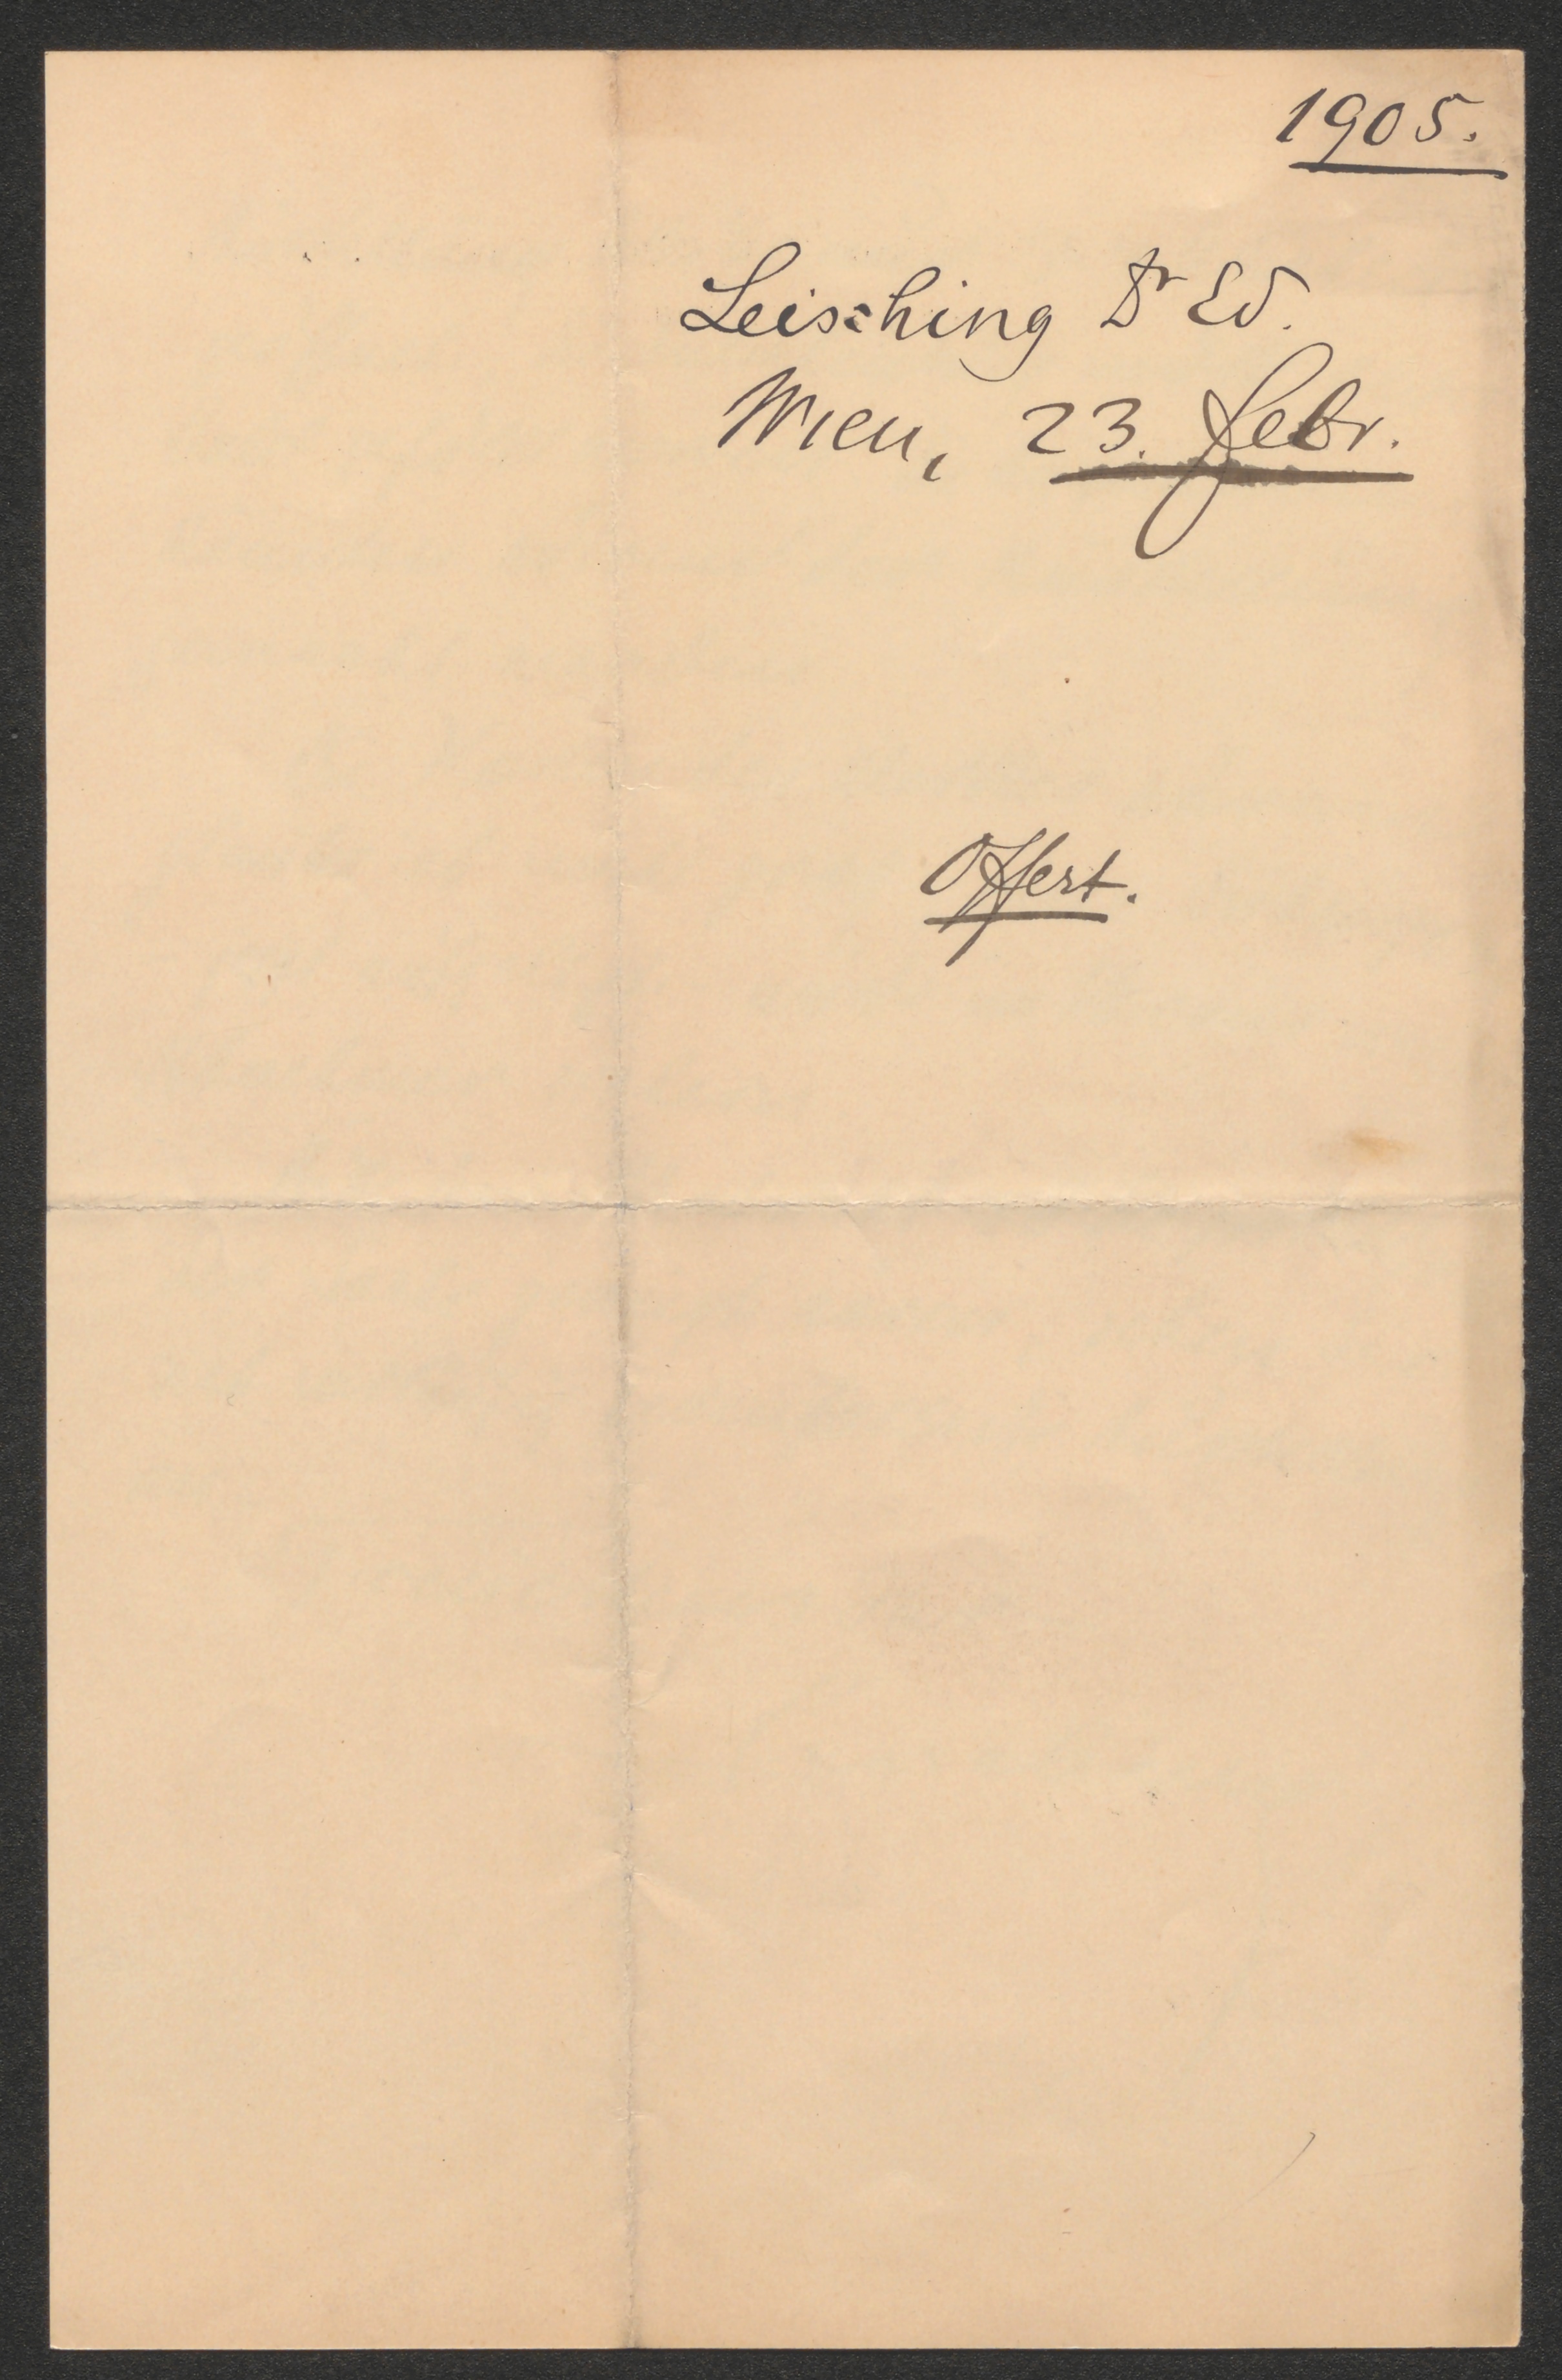 1905.
Leisching Dr Ed.
Wien, 23. Febr.
Offert.